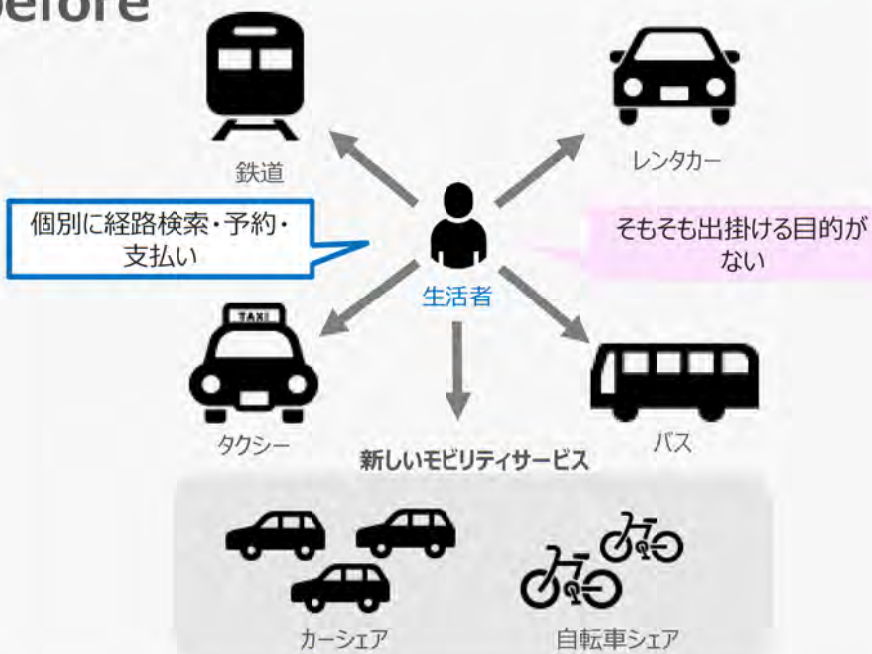 before
鉄道
レンタカー
個別に経路検索・予約・
支払い
そもそも出掛ける目的が
ない
生活者
TAXI
タクシー
バス
新しいモビリティサービス
カーシェア
自転車シェア